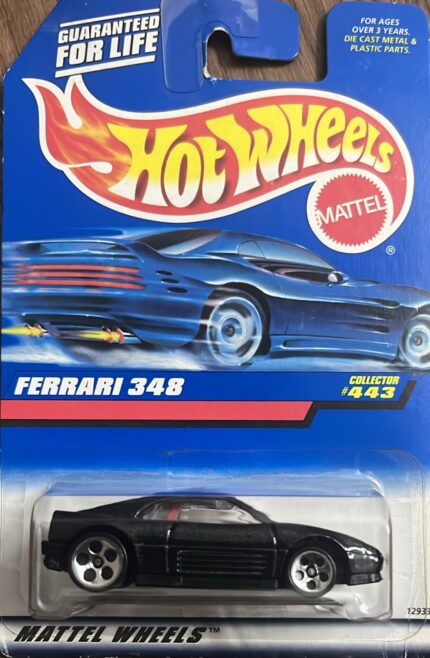 GUARANTEED
FOR LIFE
FOR AGES
OVER 3 YEARS.
DIE CAST METAL &
PLASTIC PARTS.
HOT WHEELS
MATTEL
®
FERRARI 348
COLLECTOR
#443
12933
MATTEL WHEELS™